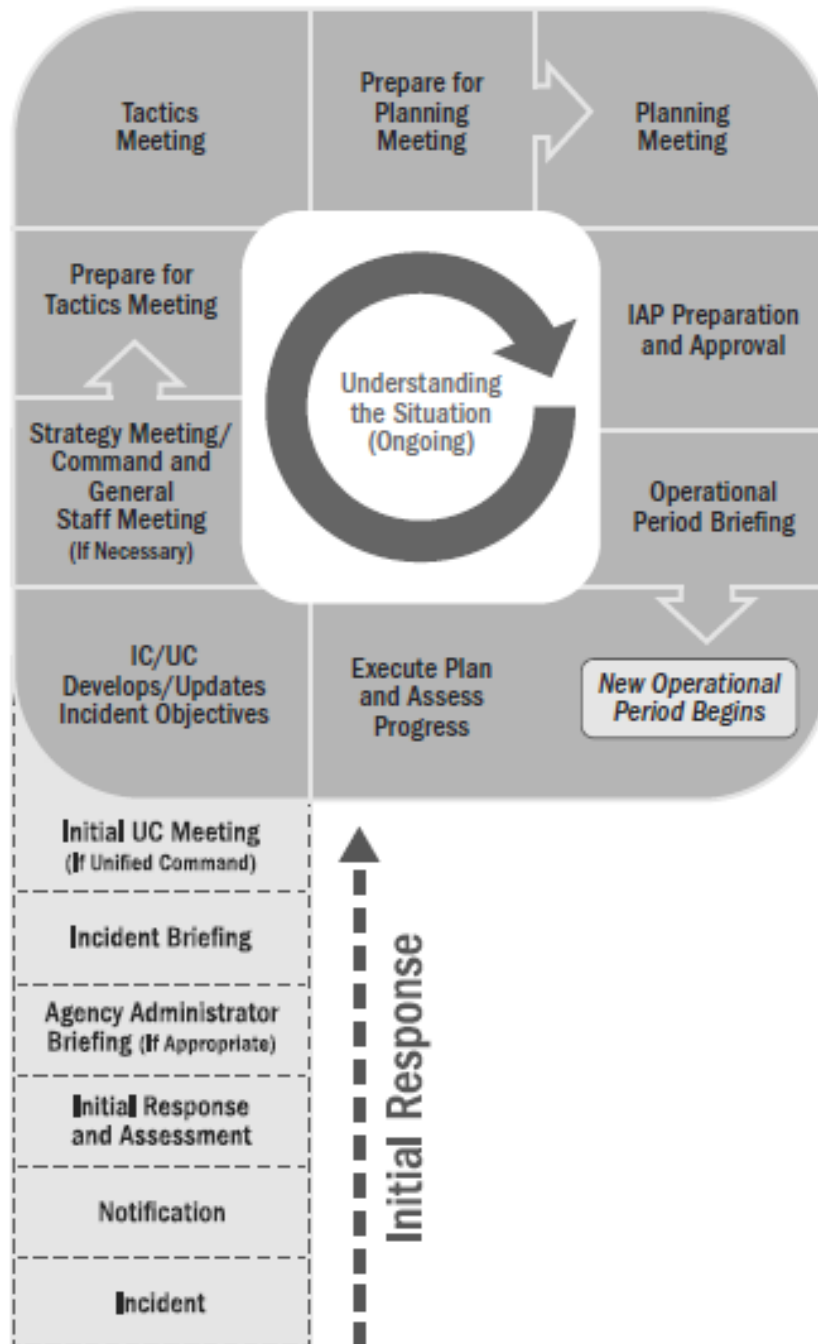 Tactics
Meeting
Prepare for
Planning
Meeting
Planning
Meeting
Prepare for
Tactics Meeting
Understanding
the Situation
(Ongoing)
IAP Preparation
and Approval
Strategy Meeting/
Command and
General
Staff Meeting
(If Necessary)
Operational
Period Briefing
IC/UC
Develops/Updates
Incident Objectives
Execute Plan
and Assess
Progress
New Operational
Period Begins
Initial UC Meeting
(If Unified Command)
Incident Briefing
Agency Administrator
Briefing (If Appropriate)
Initial Response
and Assessment
Notification
Incident
Initial Response